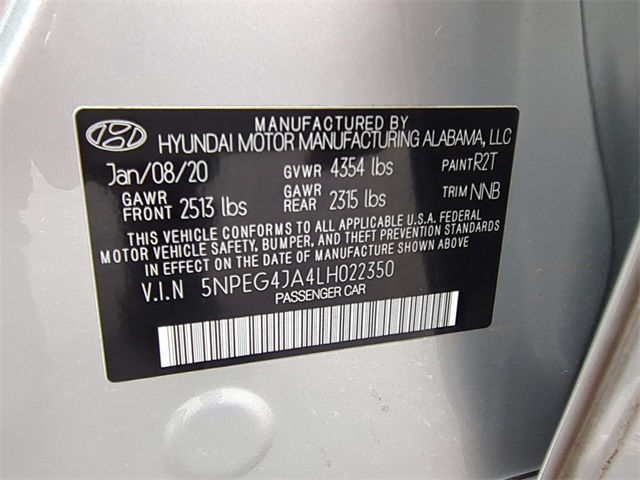 MANUFACTURED BY
HYUNDAI MOTOR MANUFACTURING ALABAMA, LLC
Jan/08/20 GVWR 4354 lbs PAINT R2T
GAWR FRONT 2513 lbs GAWR REAR 2315 lbs TRIM NNB
THIS VEHICLE CONFORMS TO ALL APPLICABLE U.S.A. FEDERAL
MOTOR VEHICLE SAFETY, BUMPER, AND THEFT PREVENTION STANDARDS
IN EFFECT ON THE DATE OF MANUFACTURE SHOWN ABOVE
V.I.N 5NPEG4JA4LH022350
PASSENGER CAR